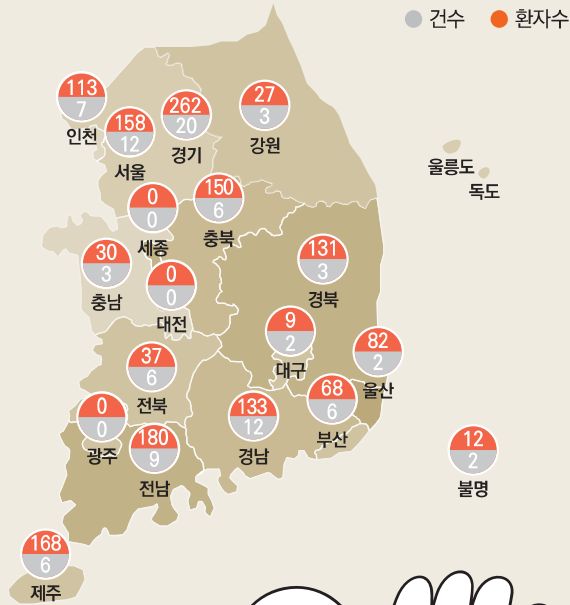 건수 환자수
113
7
인천
158
12
서울
262
20
경기
27
3
강원
울릉도
독도
0
0
세종
150
6
충북
30
3
충남
0
0
대전
131
3
경북
9
2
대구
82
2
울산
37
6
전북
68
6
부산
0
0
광주
180
9
전남
133
12
경남
12
2
불명
168
6
제주